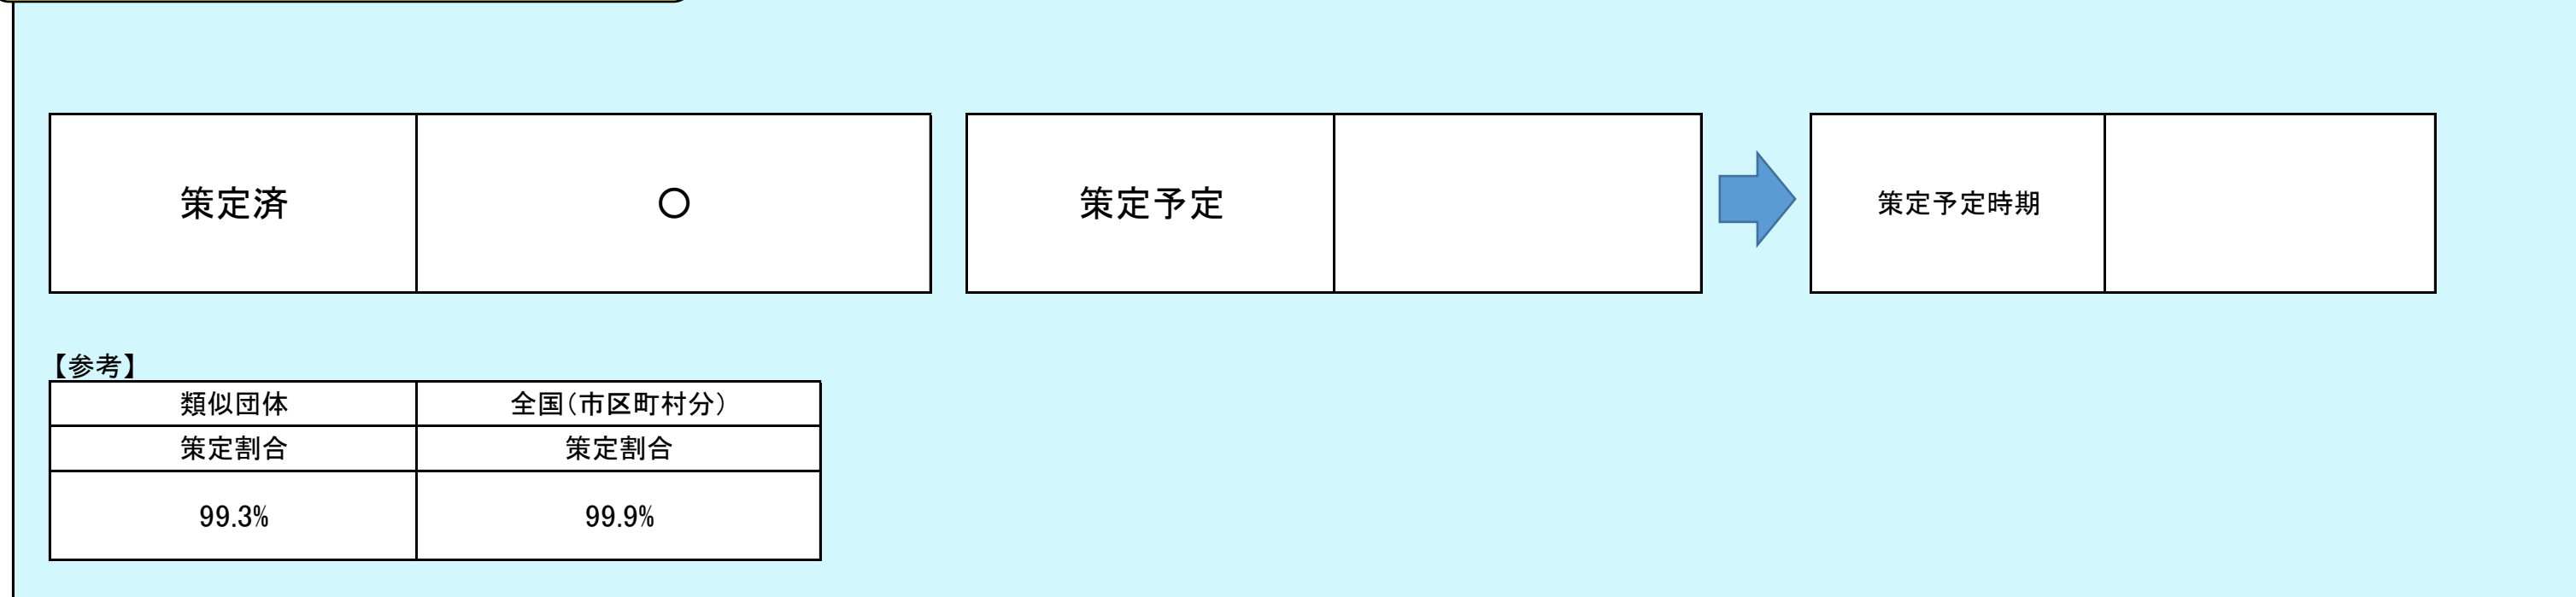 策定済 ○ 策定予定 策定予定時期
【参考】
類似団体 全国（市区町村分）
策定割合 策定割合
99.3% 99.9%